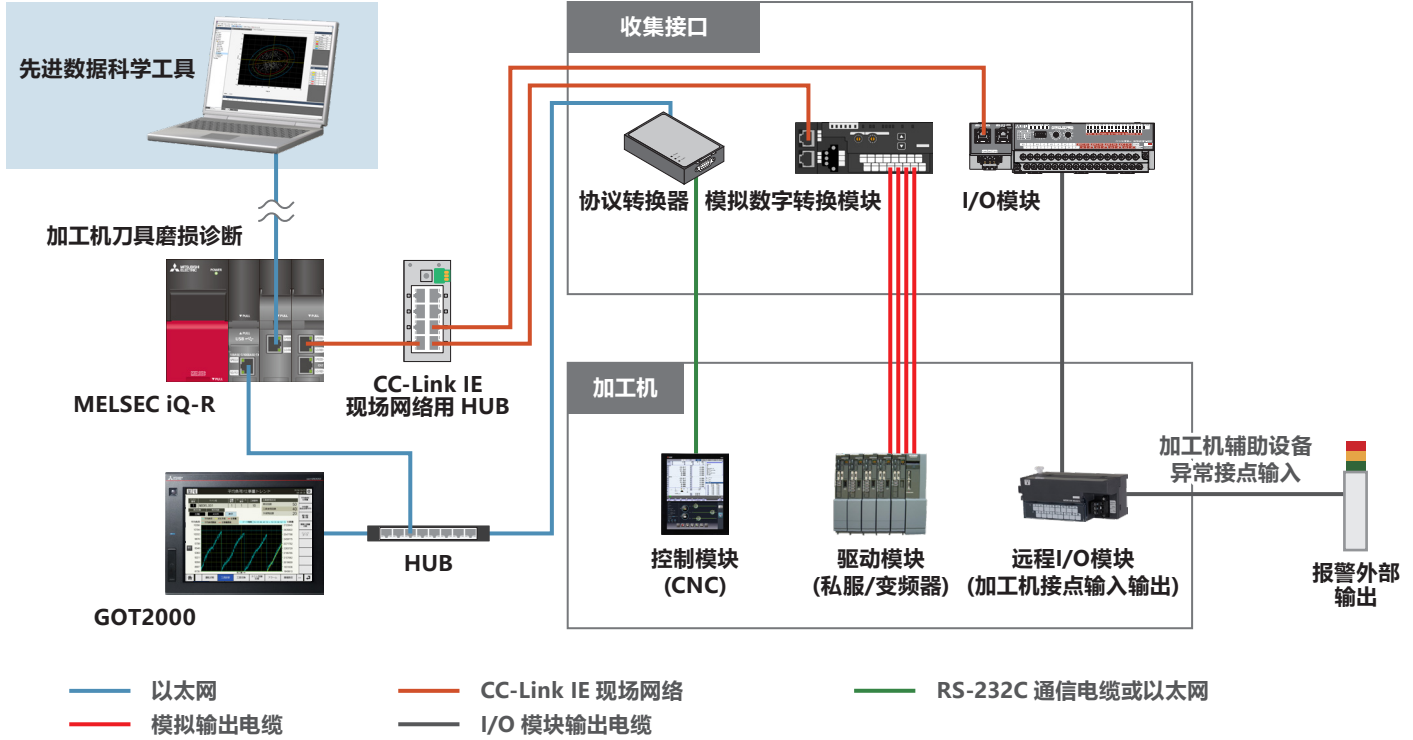 先进数据科学工具
收集接口
协议转换器
模拟数字转换模块
I/O模块
加工机刀具磨损诊断
MITSUBISHI
ELECTRIC
MELSEC iQ-R
CC-Link IE
现场网络用 HUB
加工机
加工机辅助设备
异常接点输入
HUB
GOT2000
控制模块
(CNC)
驱动模块
(私服/变频器)
远程I/O模块
(加工机接点输入输出)
报警外部
输出
以太网
CC-Link IE 现场网络
RS-232C 通信电缆或以太网
模拟输出电缆
I/O 模块输出电缆